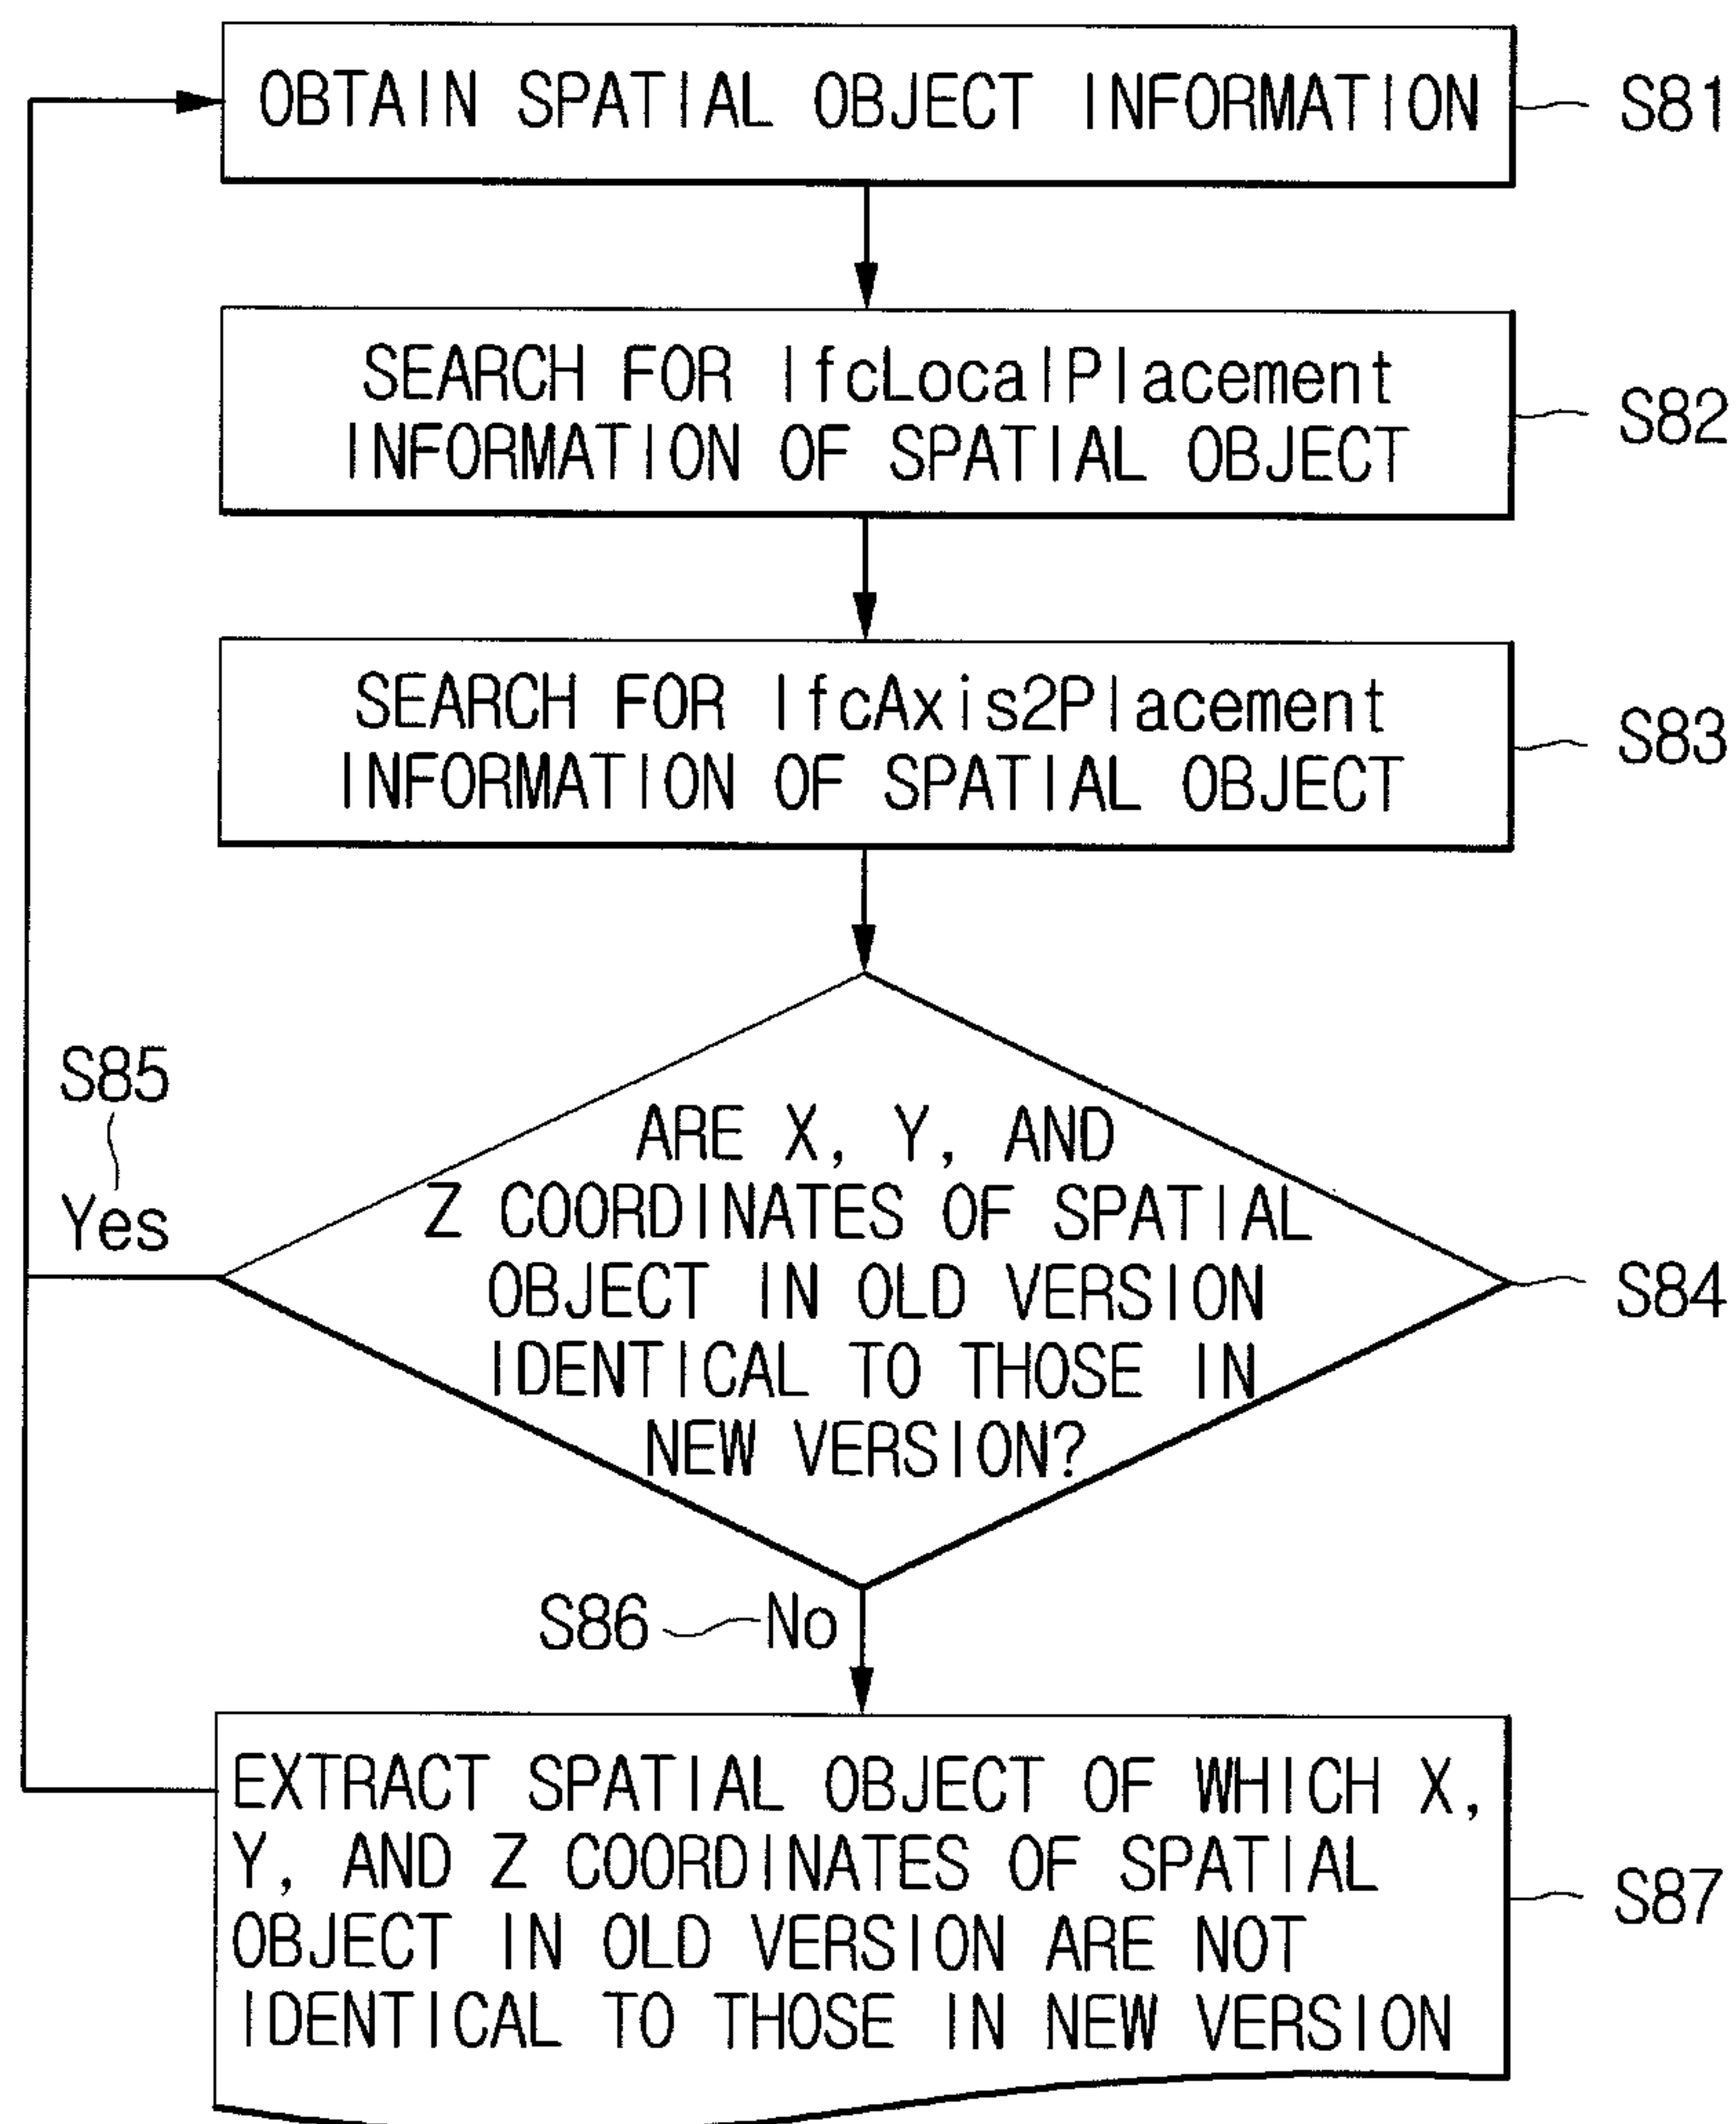 OBTAIN SPATIAL OBJECT INFORMATION
S81
SEARCH FOR IfcLocalPlacement
INFORMATION OF SPATIAL OBJECT
S82
SEARCH FOR IfcAxis2Placement
INFORMATION OF SPATIAL OBJECT
S83
S85
Yes
ARE X, Y, AND
Z COORDINATES OF SPATIAL
OBJECT IN OLD VERSION
IDENTICAL TO THOSE IN
NEW VERSION?
S84
S86
No
EXTRACT SPATIAL OBJECT OF WHICH X,
Y, AND Z COORDINATES OF SPATIAL
OBJECT IN OLD VERSION ARE NOT
IDENTICAL TO THOSE IN NEW VERSION
S87